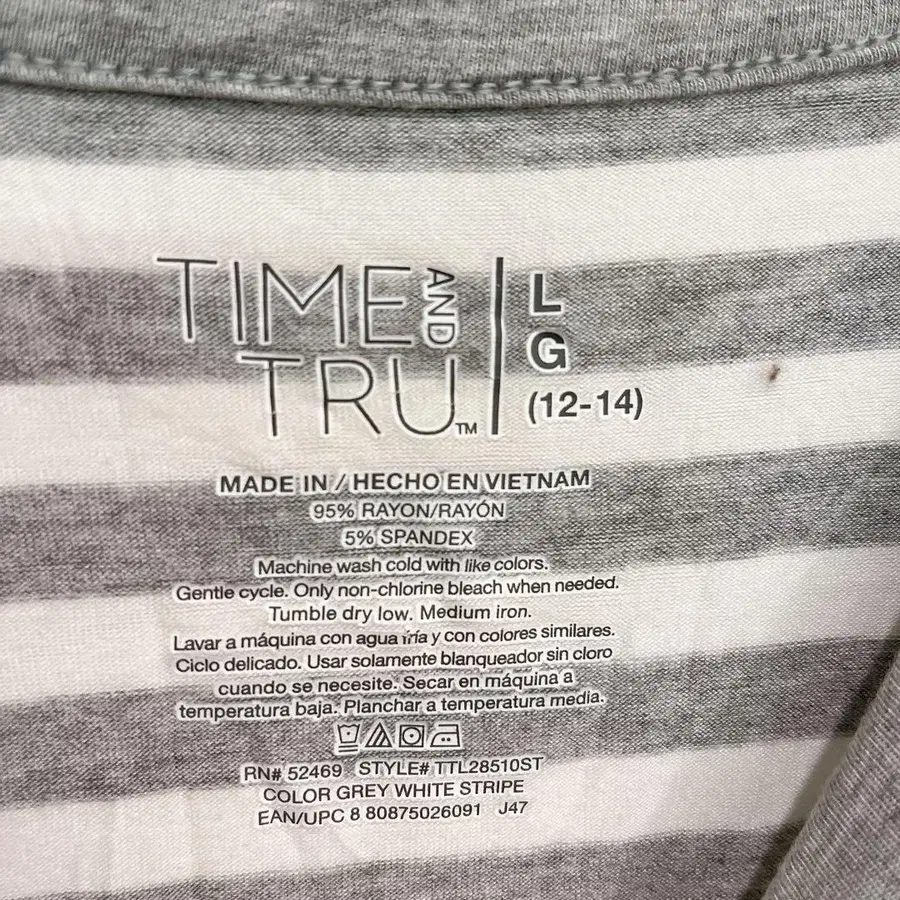 TIME AND
TRU™
L
G
(12-14)
MADE IN / HECHO EN VIETNAM
95% RAYON/RAYÓN
5% SPANDEX
Machine wash cold with like colors.
Gentle cycle. Only non-chlorine bleach when needed.
Tumble dry low. Medium iron.
Lavar a máquina con agua fría y con colores similares.
Ciclo delicado. Usar solamente blanqueador sin cloro
cuando se necesite. Secar en máquina a
temperatura baja. Planchar a temperatura media.
RN# 52469 STYLE# TTL28510ST
COLOR GREY WHITE STRIPE
EAN/UPC 8 80875026091 J47